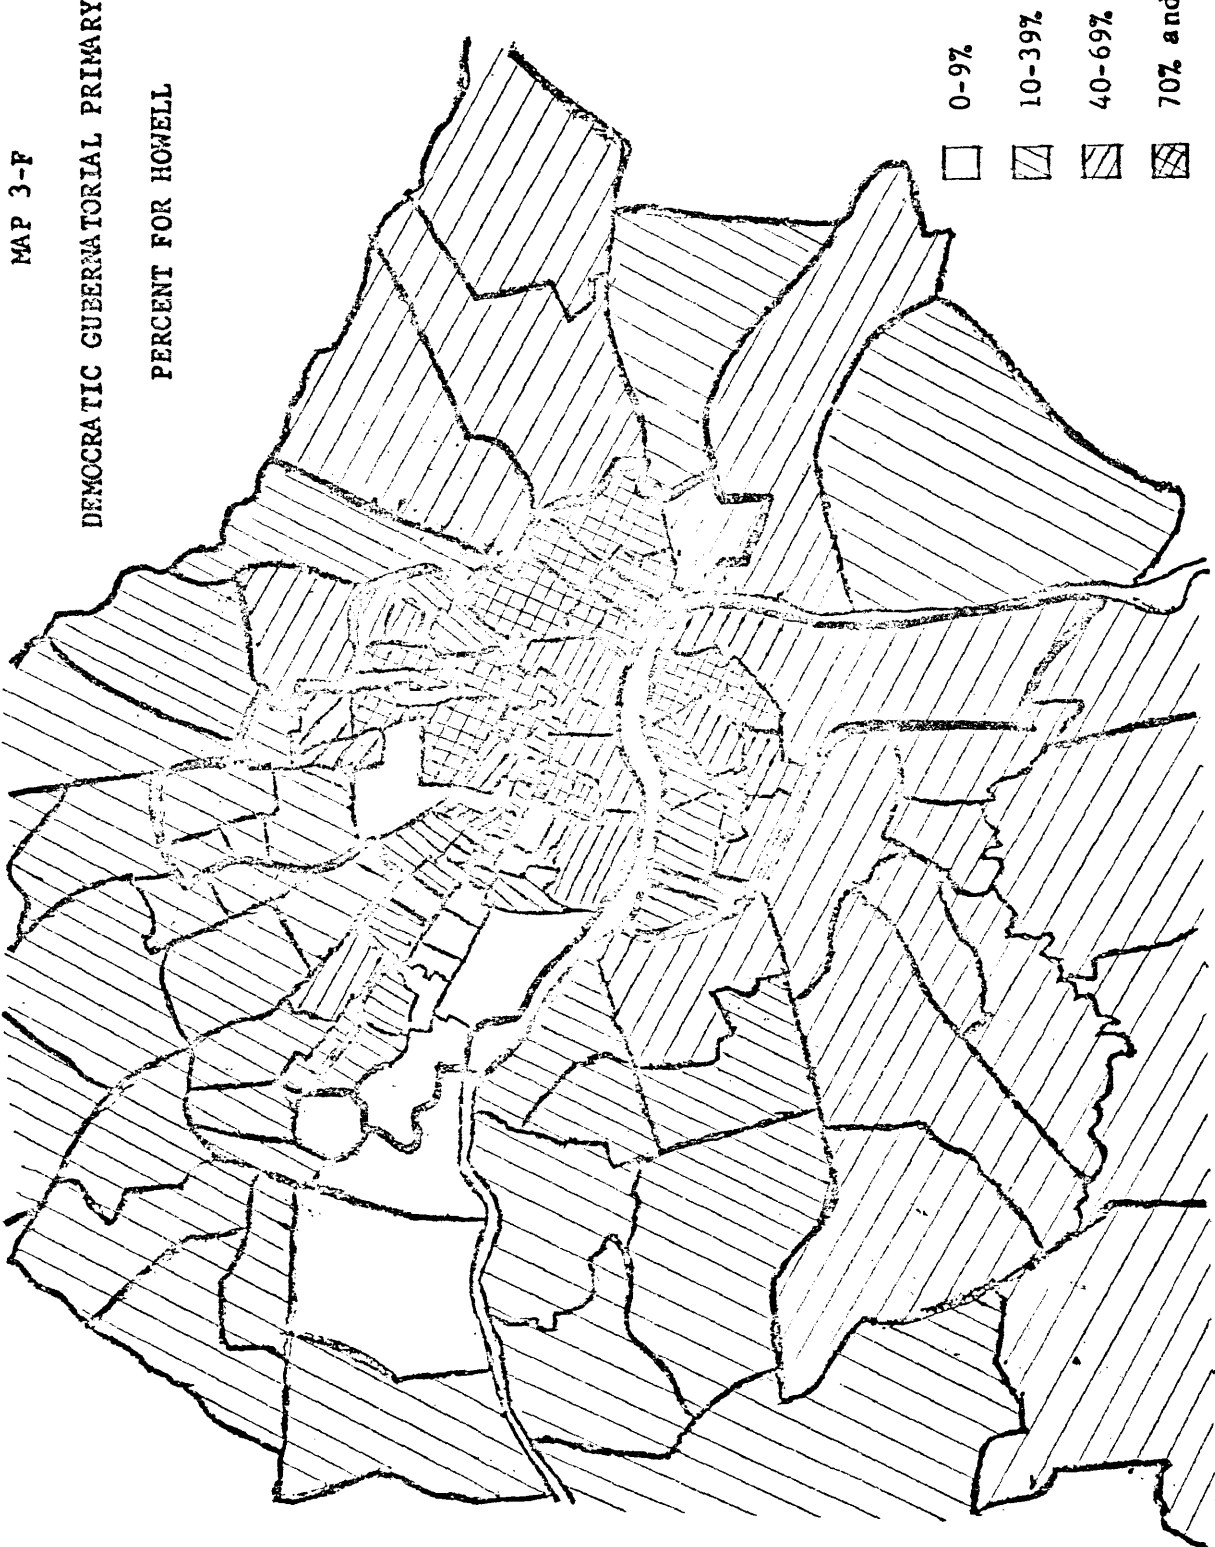 MAP 3-F
DEMOCRATIC GUBERNATORIAL PRIMARY
PERCENT FOR HOWELL
0-9%
10-39%
40-69%
70% and